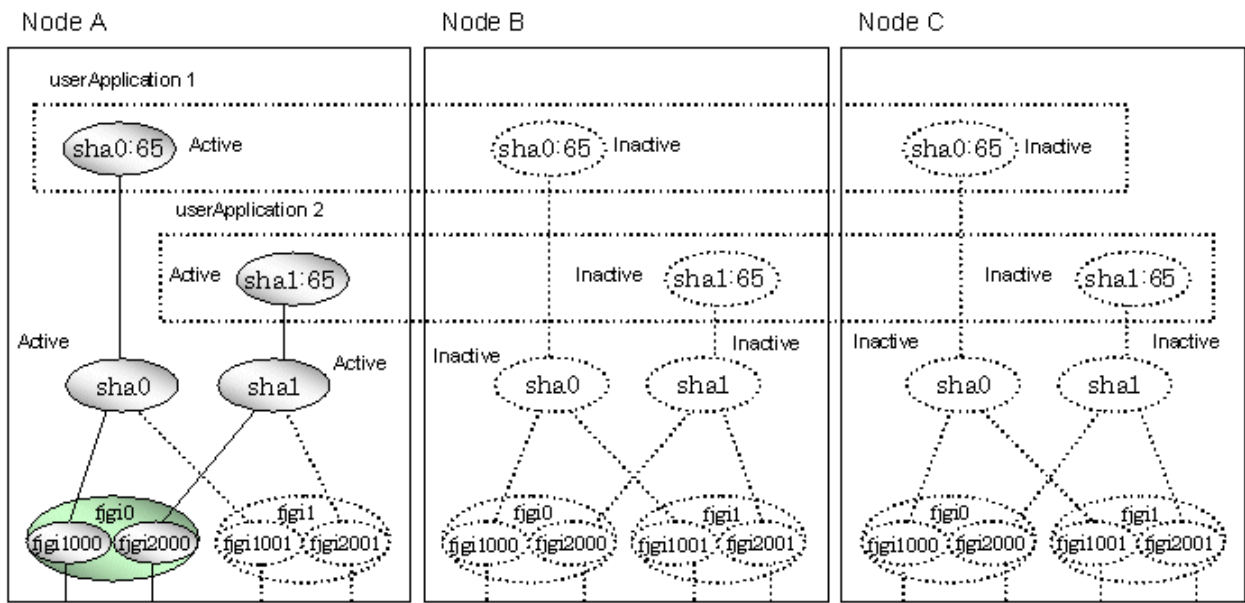 Node A
Node B
Node C
userApplication 1
sha0:65
Active
sha0:65
Inactive
sha0:65
Inactive
userApplication 2
Active
sha1:65
Inactive
sha1:65
Inactive
sha1:65
Active
sha0
sha1
Active
Inactive
sha0
sha1
Inactive
Inactive
sha0
sha1
Inactive
fjgi0
fjgi1000
fjgi2000
fjgi1
fjgi1001
fjgi2001
fjgi0
fjgi1000
fjgi2000
fjgi1
fjgi1001
fjgi2001
fjgi0
fjgi1000
fjgi2000
fjgi1
fjgi1001
fjgi2001